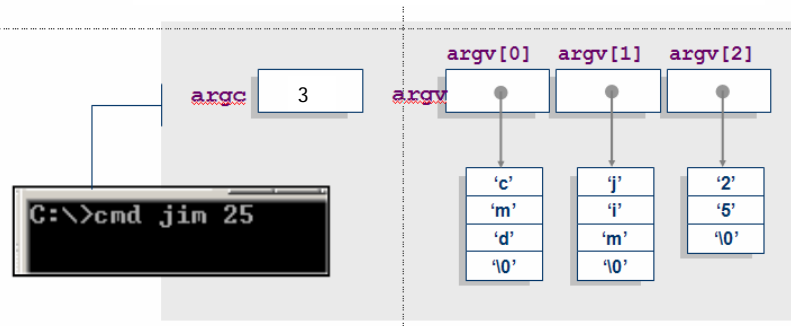 argv[0] argv[1] argv[2]
argc 3 argv
C:\>cmd jim 25
‘c’ ‘j’ ‘2’
‘m’ ‘i’ ‘5’
‘d’ ‘m’ ‘\0’
‘\0’ ‘\0’